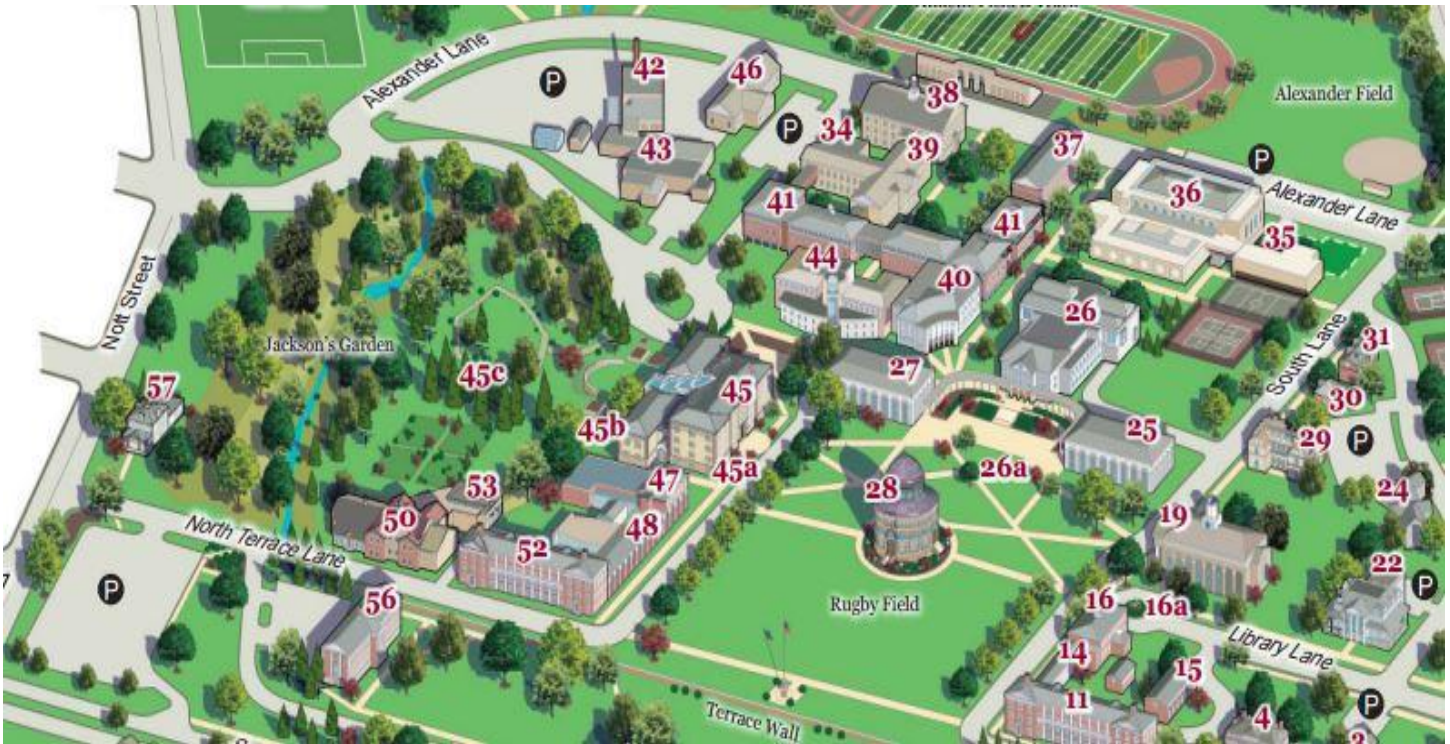 Alexander Lane
P
42
46
38
Alexander Field
P
34
39
37
P
43
36
Alexander Lane
41
41
35
44
40
26
Nott Street
Jackson's Garden
South Lane
31
27
45c
45
57
30
25
29
P
45b
45a
26a
47
28
53
24
50
48
19
North Terrace Lane
52
22
P
P
56
Rugby Field
16
16a
Library Lane
14
15
11
Terrace Wall
4
P